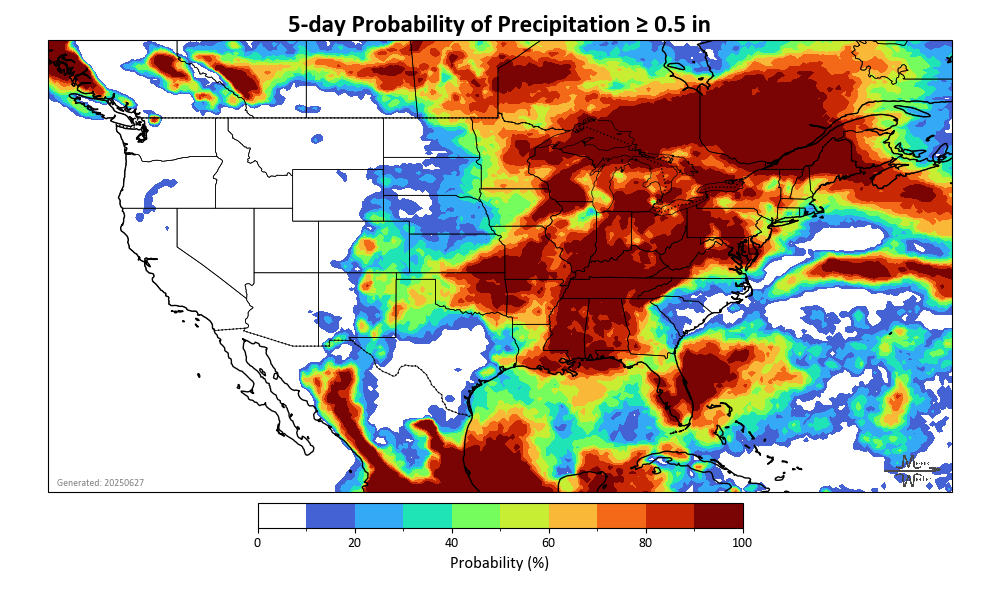 5-day Probability of Precipitation ≥ 0.5 in
Generated: 20250627
0 20 40 60 80 100
Probability (%)